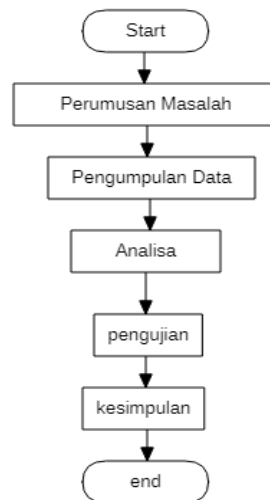 Start
Perumusan Masalah
Pengumpulan Data
Analisa
pengujian
kesimpulan
end